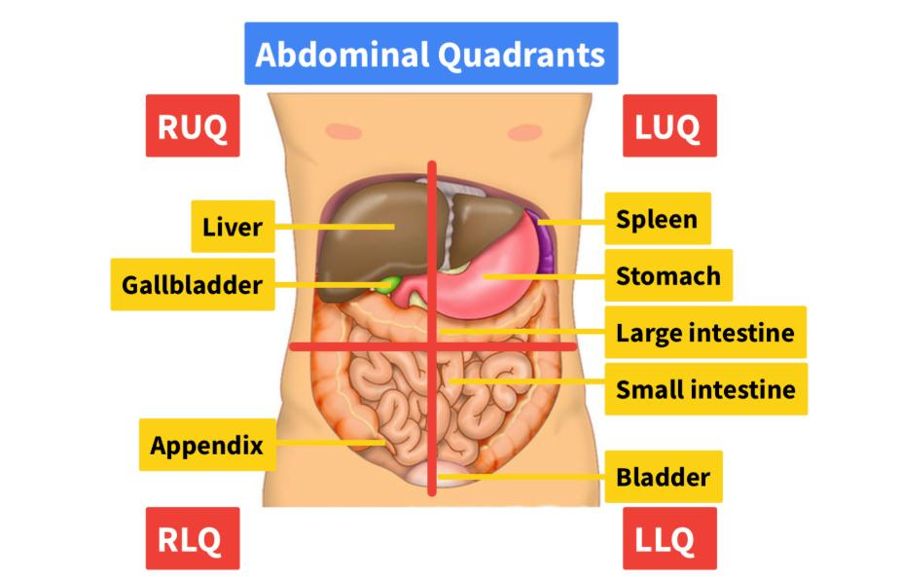 Abdominal Quadrants
RUQ
LUQ
Liver
Spleen
Gallbladder
Stomach
Large intestine
Small intestine
Appendix
Bladder
RLQ
LLQ